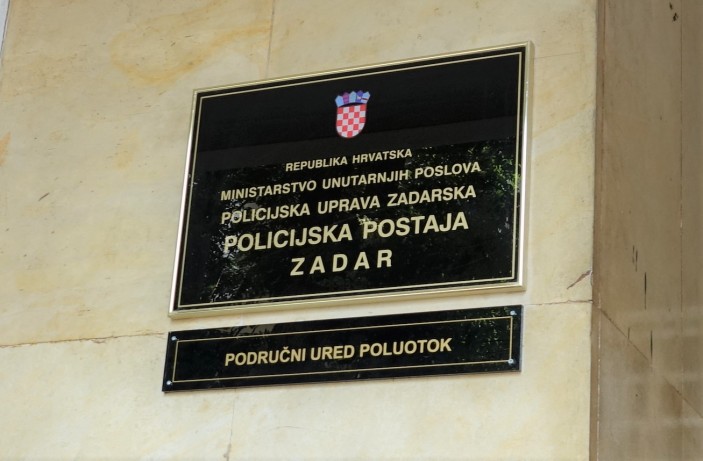 REPUBLIKA HRVATSKA
MINISTARSTVO UNUTARNJIH POSLOVA
POLICIJSKA UPRAVA ZADARSKA
POLICIJSKA POSTAJA
ZADAR
PODRUČNI URED POLUOTOK